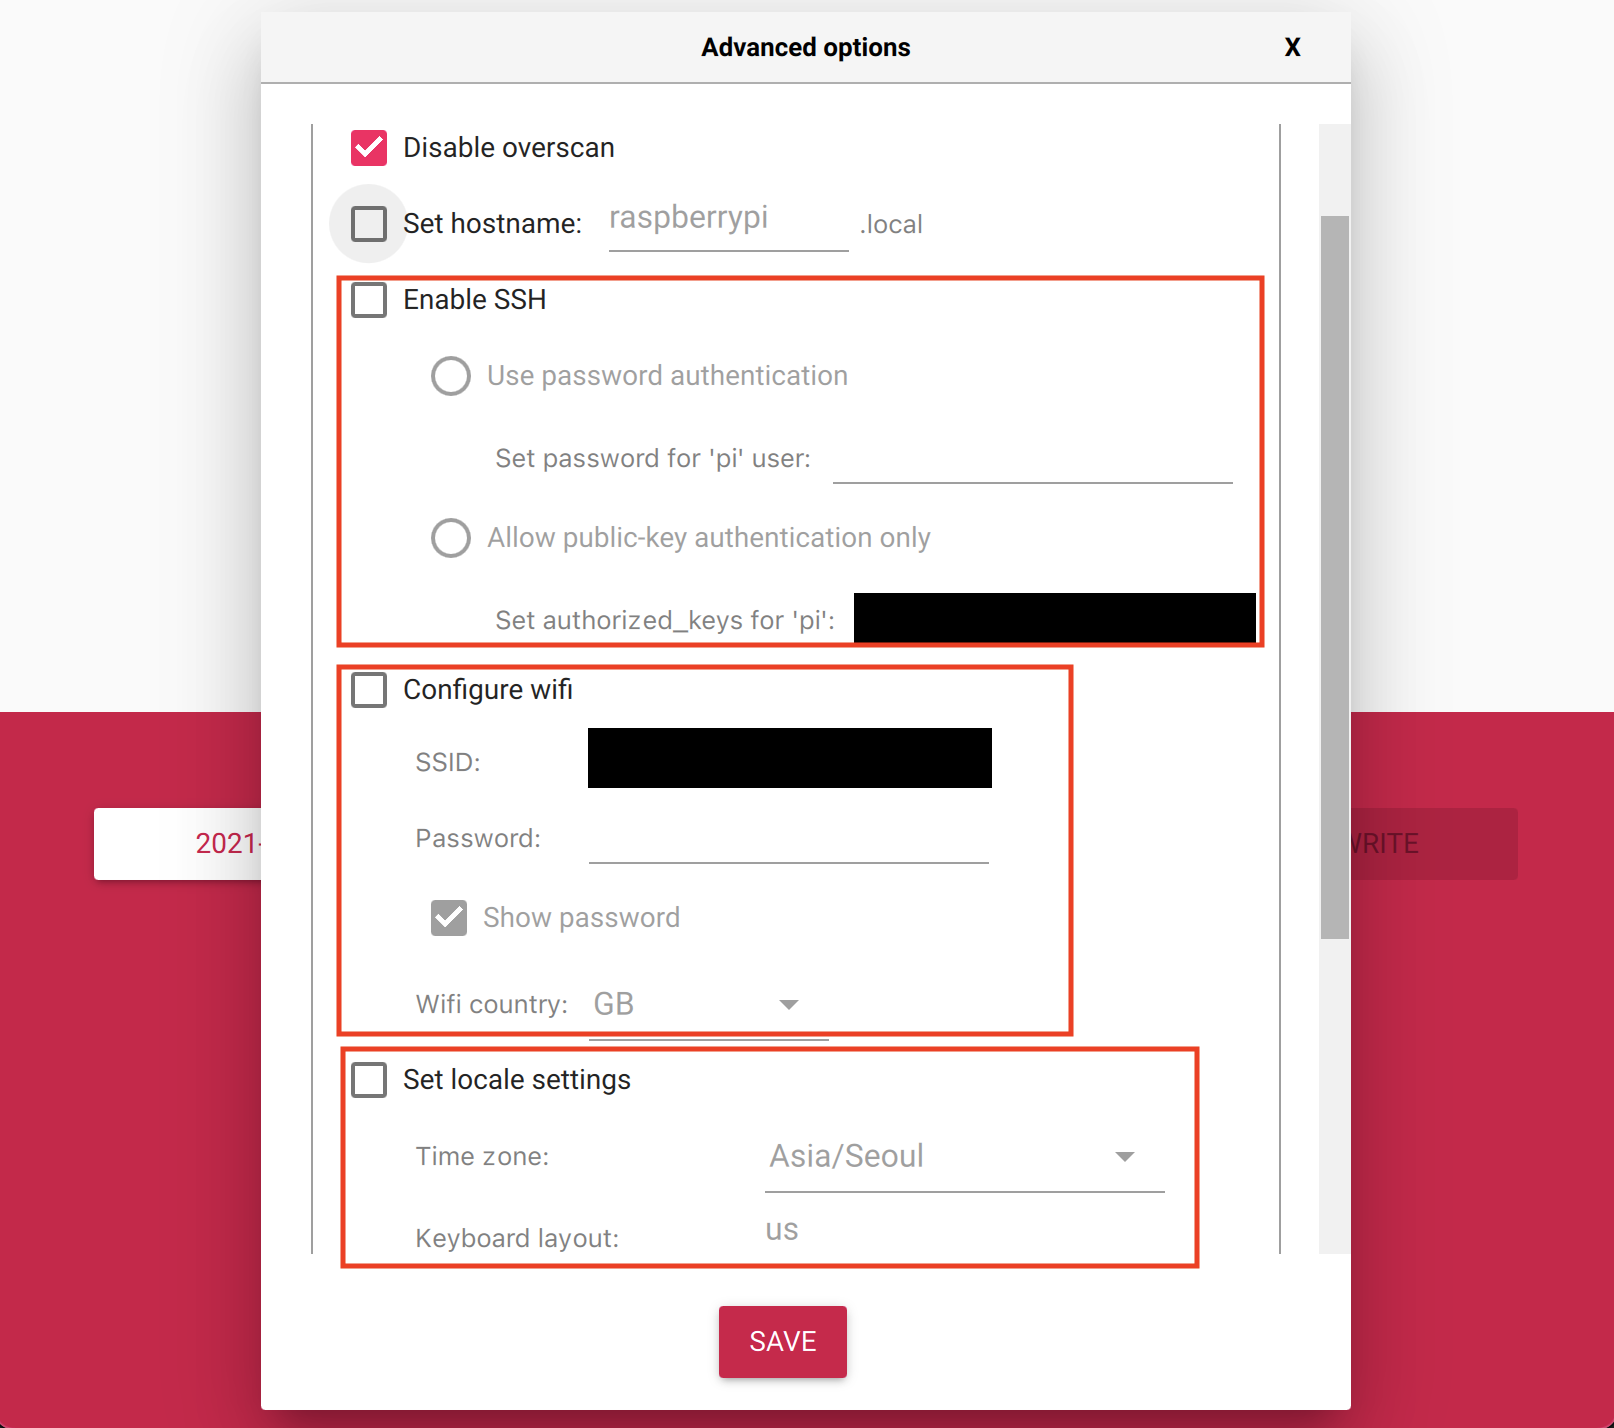 Advanced options X
Disable overscan
Set hostname: raspberrypi .local
Enable SSH
Use password authentication
Set password for 'pi' user:
Allow public-key authentication only
Set authorized_keys for 'pi':
Configure wifi
SSID:
Password:
Show password
Wifi country: GB
Set locale settings
Time zone: Asia/Seoul
Keyboard layout: us
SAVE
2021-
WRITE